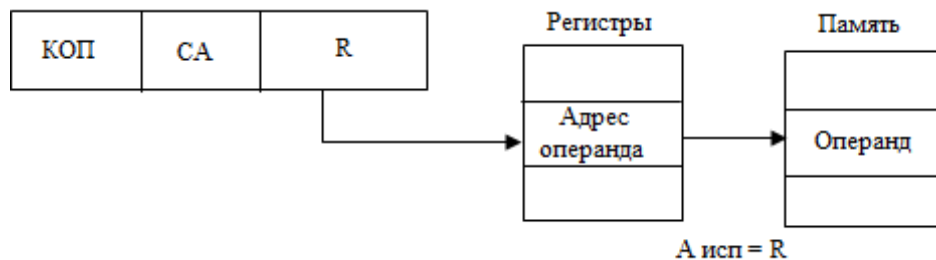 КОП
СА
R
Регистры
Адрес
операнда
Память
Операнд
А исп = R